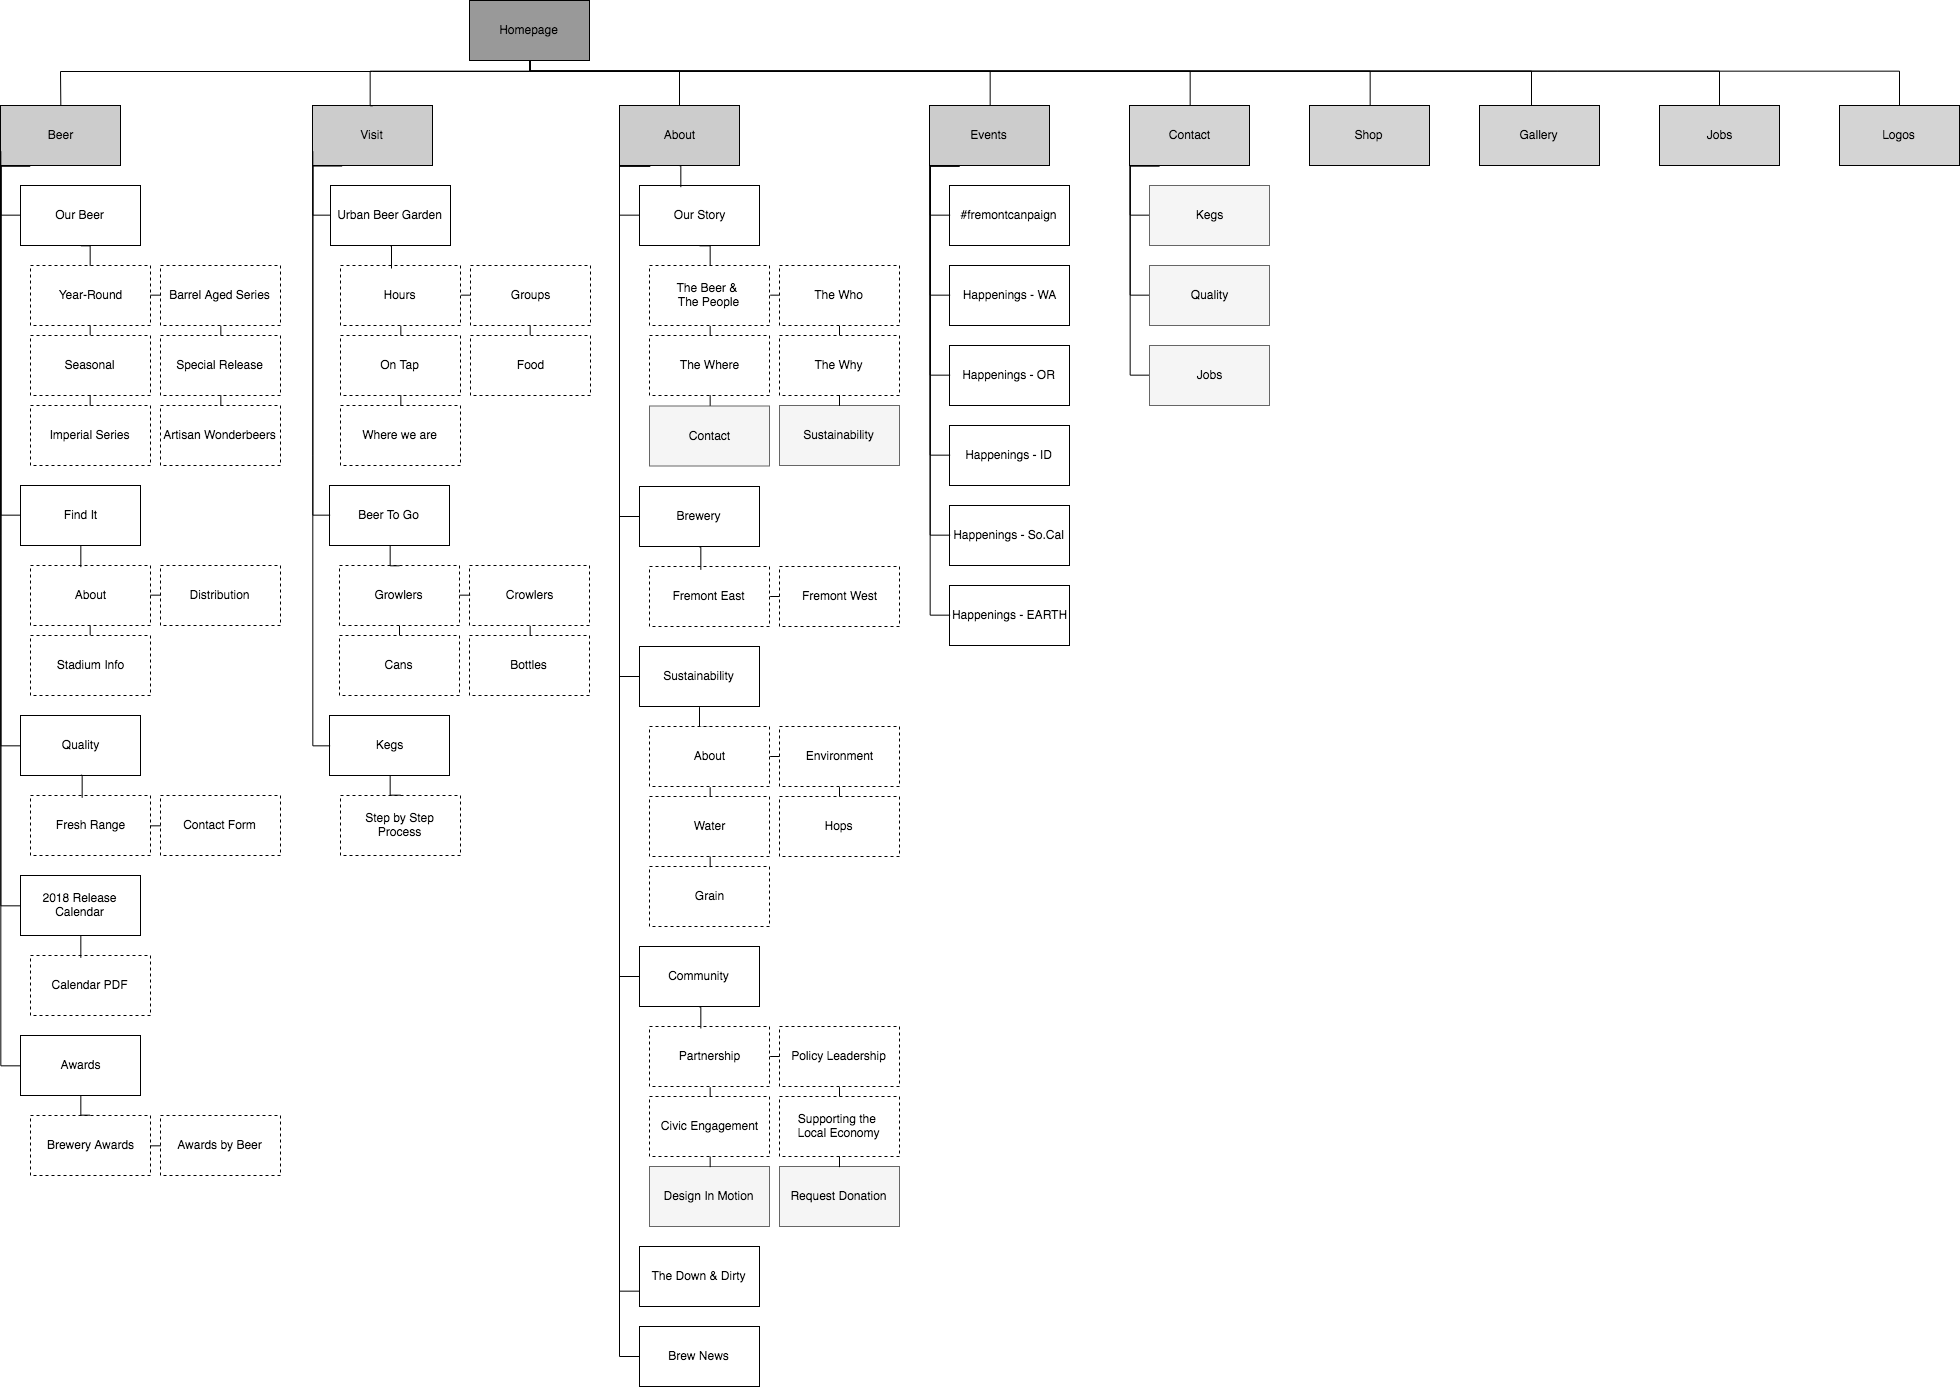 Homepage
Beer
Visit
About
Events
Contact
Shop
Gallery
Jobs
Logos
Our Beer
Year-Round
Barrel Aged Series
Seasonal
Special Release
Imperial Series
Artisan Wonderbeers
Find It
About
Distribution
Stadium Info
Quality
Fresh Range
Contact Form
2018 Release
Calendar
Calendar PDF
Awards
Brewery Awards
Awards by Beer
Urban Beer Garden
Hours
Groups
On Tap
Food
Where we are
Beer To Go
Growlers
Crowlers
Cans
Bottles
Kegs
Step by Step
Process
Our Story
The Beer &
The People
The Who
The Where
The Why
Contact
Sustainability
Brewery
Fremont East
Fremont West
Sustainability
About
Environment
Water
Hops
Grain
Community
Partnership
Policy Leadership
Civic Engagement
Supporting the
Local Economy
Design In Motion
Request Donation
The Down & Dirty
Brew News
#fremontcanpaign
Happenings - WA
Happenings - OR
Happenings - ID
Happenings - So.Cal
Happenings - EARTH
Kegs
Quality
Jobs